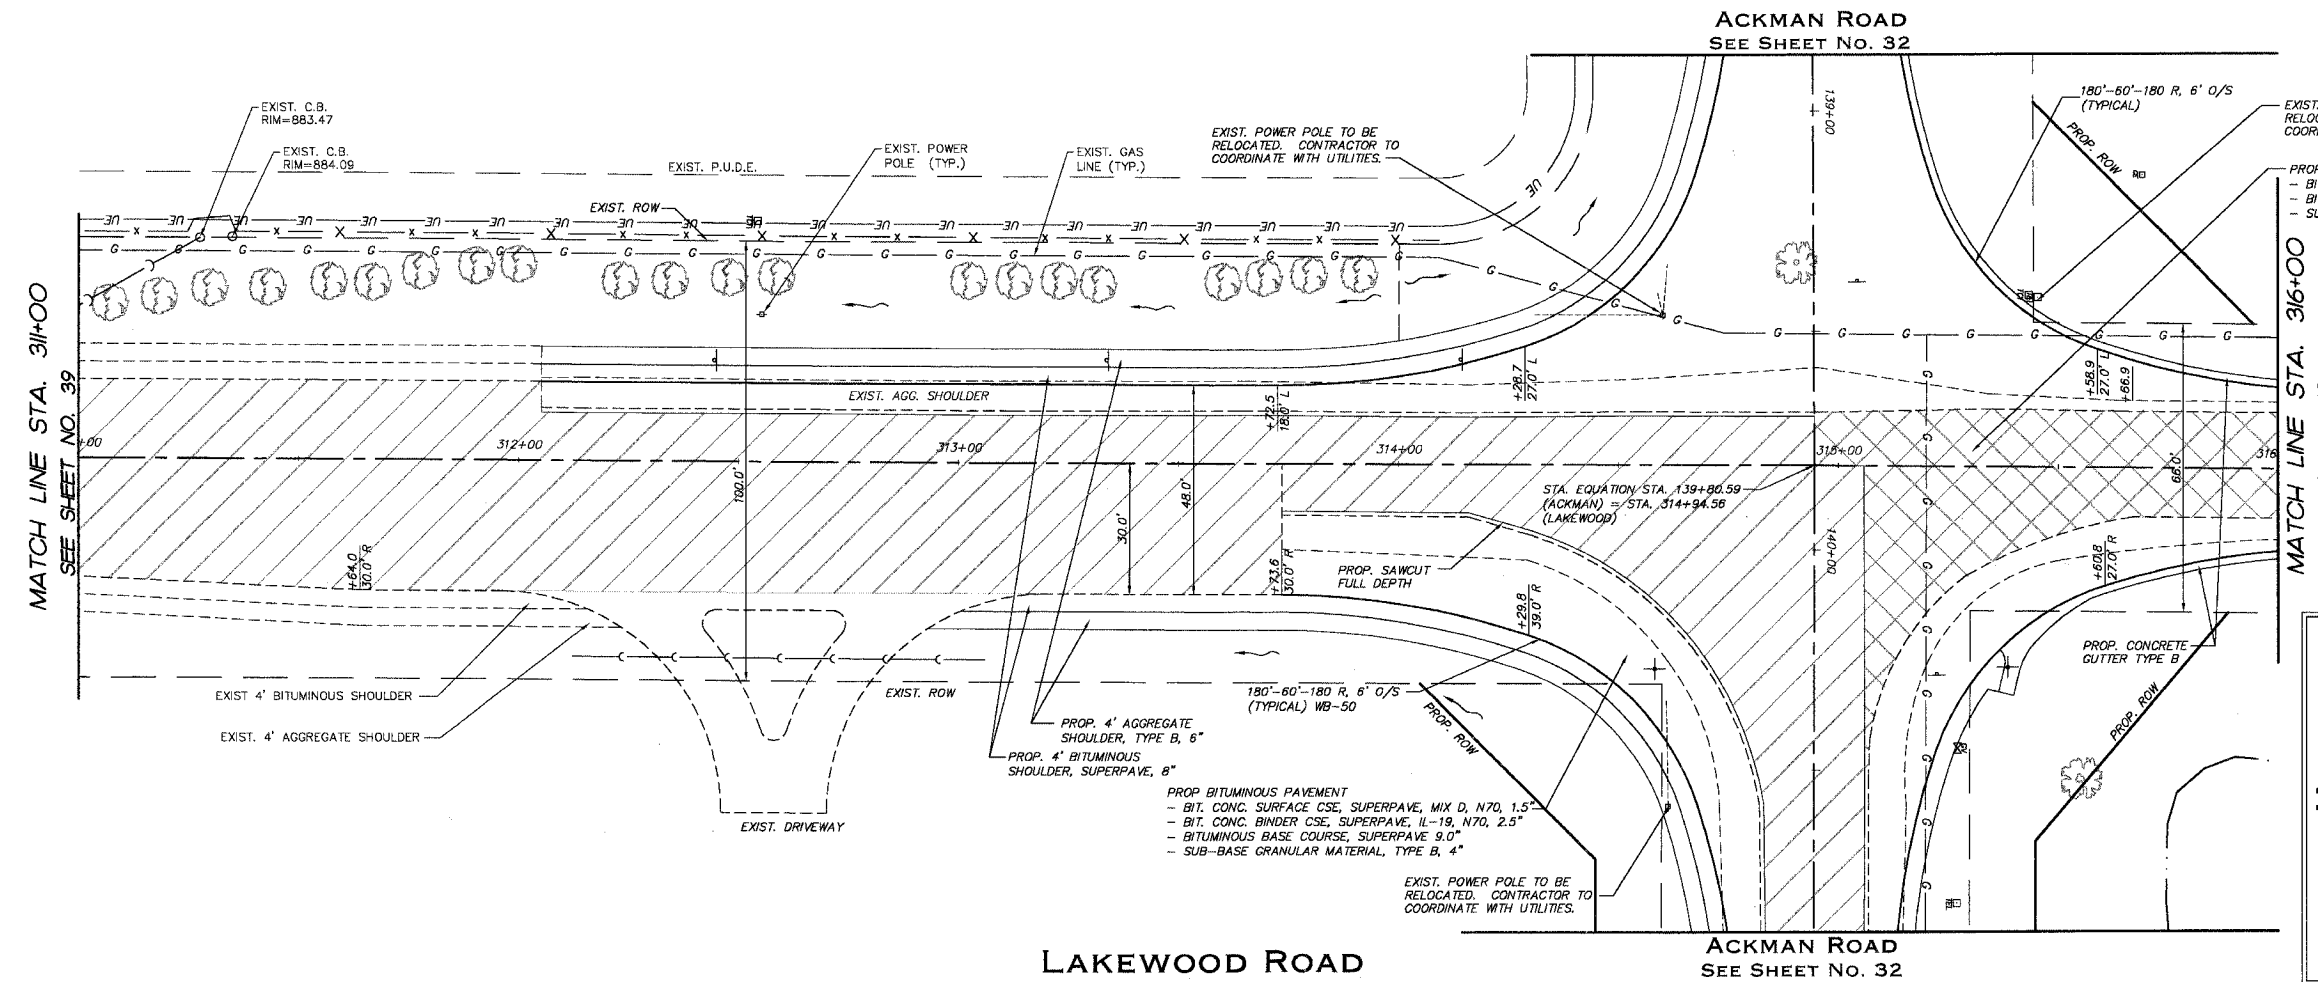 ACKMAN ROAD
SEE SHEET NO. 32
EXIST. C.B.
RIM=883.47
EXIST. C.B.
RIM=884.09
EXIST. P.U.D.E.
EXIST. POWER
POLE (TYP.)
EXIST. GAS
LINE (TYP.)
EXIST. POWER POLE TO BE
RELOCATED. CONTRACTOR TO
COORDINATE WITH UTILITIES.
139+00
180'-60'-180 R, 6' O/S
(TYPICAL)
PROP. ROW
EXIST. ROW
MATCH LINE STA. 311+00
SEE SHEET NO. 39
MATCH LINE STA. 316+00
EXIST. AGG. SHOULDER
+72.5
18.0' L
+28.7
27.0' L
+58.9
27.0' L
+66.9
+00
312+00
313+00
314+00
315+00
316
100.0'
48.0'
30.0'
66.0'
STA. EQUATION STA. 139+80.59
(ACKMAN) = STA. 314+94.56
(LAKEWOOD)
140+00
+64.0
30.0' R
+73.6
30.0' R
PROP. SAWCUT
FULL DEPTH
+29.8
39.0' R
+60.8
27.0' R
PROP. CONCRETE
GUTTER TYPE B
EXIST 4' BITUMINOUS SHOULDER
EXIST. 4' AGGREGATE SHOULDER
EXIST. ROW
180'-60'-180 R, 6' O/S
(TYPICAL) WB-50
PROP. ROW
PROP. ROW
PROP. 4' AGGREGATE
SHOULDER, TYPE B, 6"
PROP. 4' BITUMINOUS
SHOULDER, SUPERPAVE, 8"
PROP BITUMINOUS PAVEMENT
- BIT. CONC. SURFACE CSE, SUPERPAVE, MIX D, N70, 1.5"
- BIT. CONC. BINDER CSE, SUPERPAVE, IL-19, N70, 2.5"
- BITUMINOUS BASE COURSE, SUPERPAVE 9.0"
- SUB-BASE GRANULAR MATERIAL, TYPE B, 4"
EXIST. DRIVEWAY
EXIST. POWER POLE TO BE
RELOCATED. CONTRACTOR TO
COORDINATE WITH UTILITIES.
LAKEWOOD ROAD
ACKMAN ROAD
SEE SHEET NO. 32